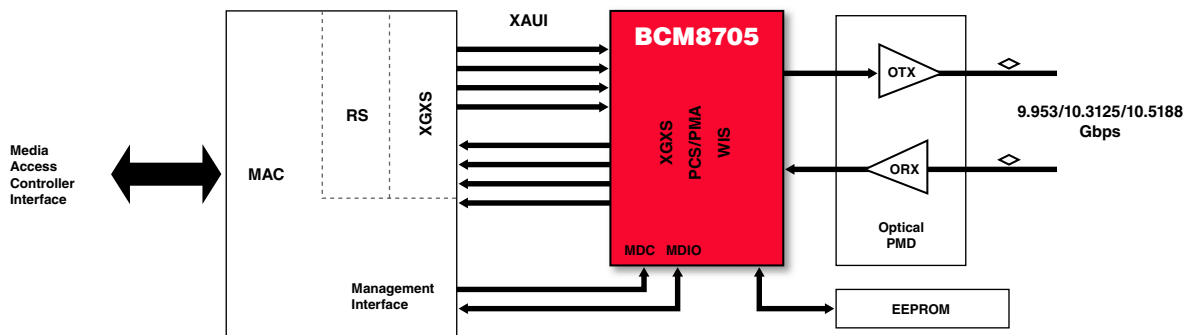 XAUI
BCM8705
RS
XGXS
MAC
Media
Access
Controller
Interface
XGXS
PCS/PMA
WIS
OTX
ORX
Optical
PMD
9.953/10.3125/10.5188
Gbps
MDC MDIO
Management
Interface
EEPROM